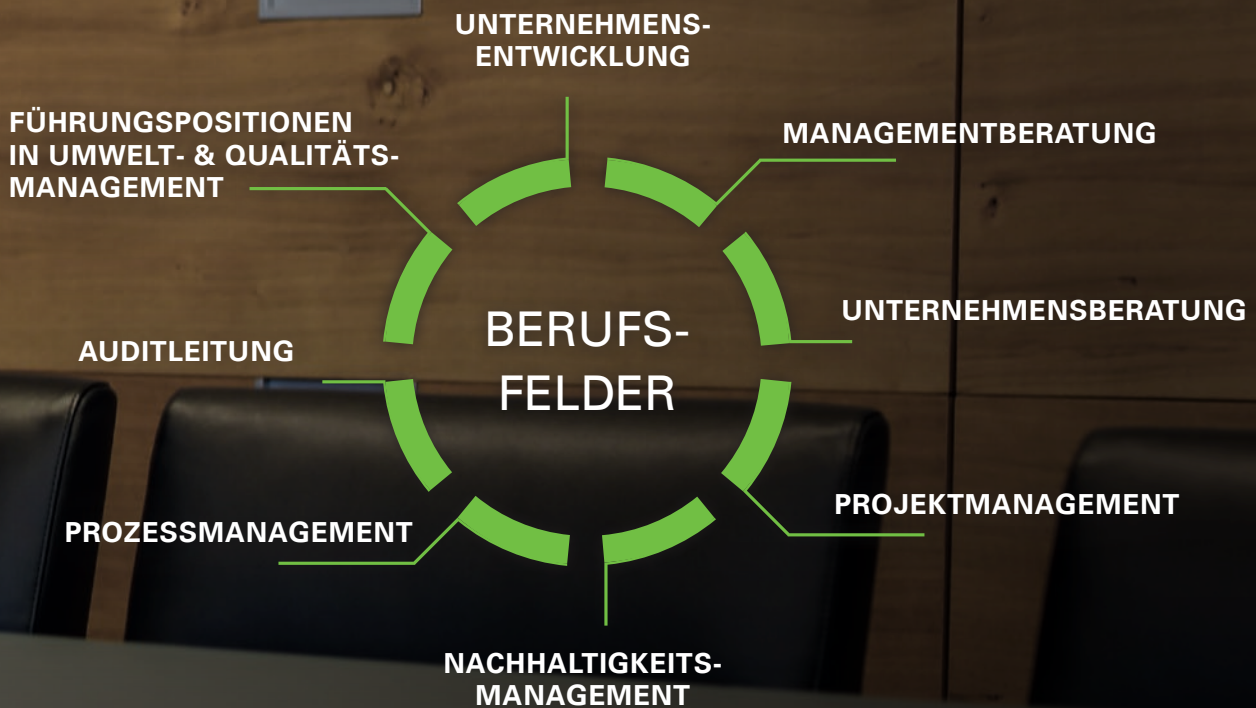 UNTERNEHMENS-
ENTWICKLUNG
MANAGEMENTBERATUNG
UNTERNEHMENSBERATUNG
PROJEKTMANAGEMENT
NACHHALTIGKEITS-
MANAGEMENT
PROZESSMANAGEMENT
AUDITLEITUNG
FÜHRUNGSPOSITIONEN
IN UMWELT- & QUALITÄTS-
MANAGEMENT
BERUFS-
FELDER